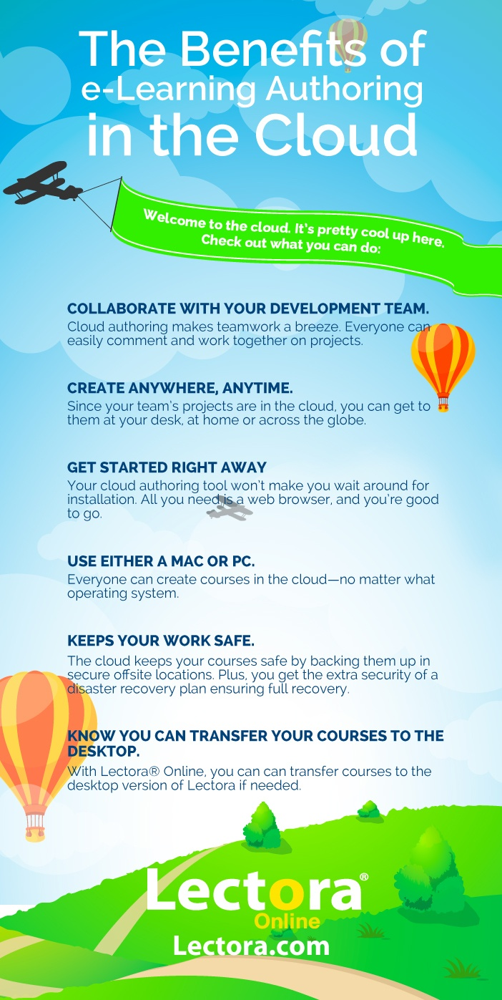 The Benefits of
e-Learning Authoring
in the Cloud
Welcome to the cloud. It's pretty cool up here.
Check out what you can do:
COLLABORATE WITH YOUR DEVELOPMENT TEAM.
Cloud authoring makes teamwork a breeze. Everyone can
easily comment and work together on projects.
CREATE ANYWHERE, ANYTIME.
Since your team's projects are in the cloud, you can get to
them at your desk, at home or across the globe.
GET STARTED RIGHT AWAY
Your cloud authoring tool won't make you wait around for
installation. All you need is a web browser, and you're good
to go.
USE EITHER A MAC OR PC.
Everyone can create courses in the cloud—no matter what
operating system.
KEEPS YOUR WORK SAFE.
The cloud keeps your courses safe by backing them up in
secure offsite locations. Plus, you get the extra security of a
disaster recovery plan ensuring full recovery.
KNOW YOU CAN TRANSFER YOUR COURSES TO THE
DESKTOP.
With Lectora® Online, you can can transfer courses to the
desktop version of Lectora if needed.
Lectora®
Online
Lectora.com